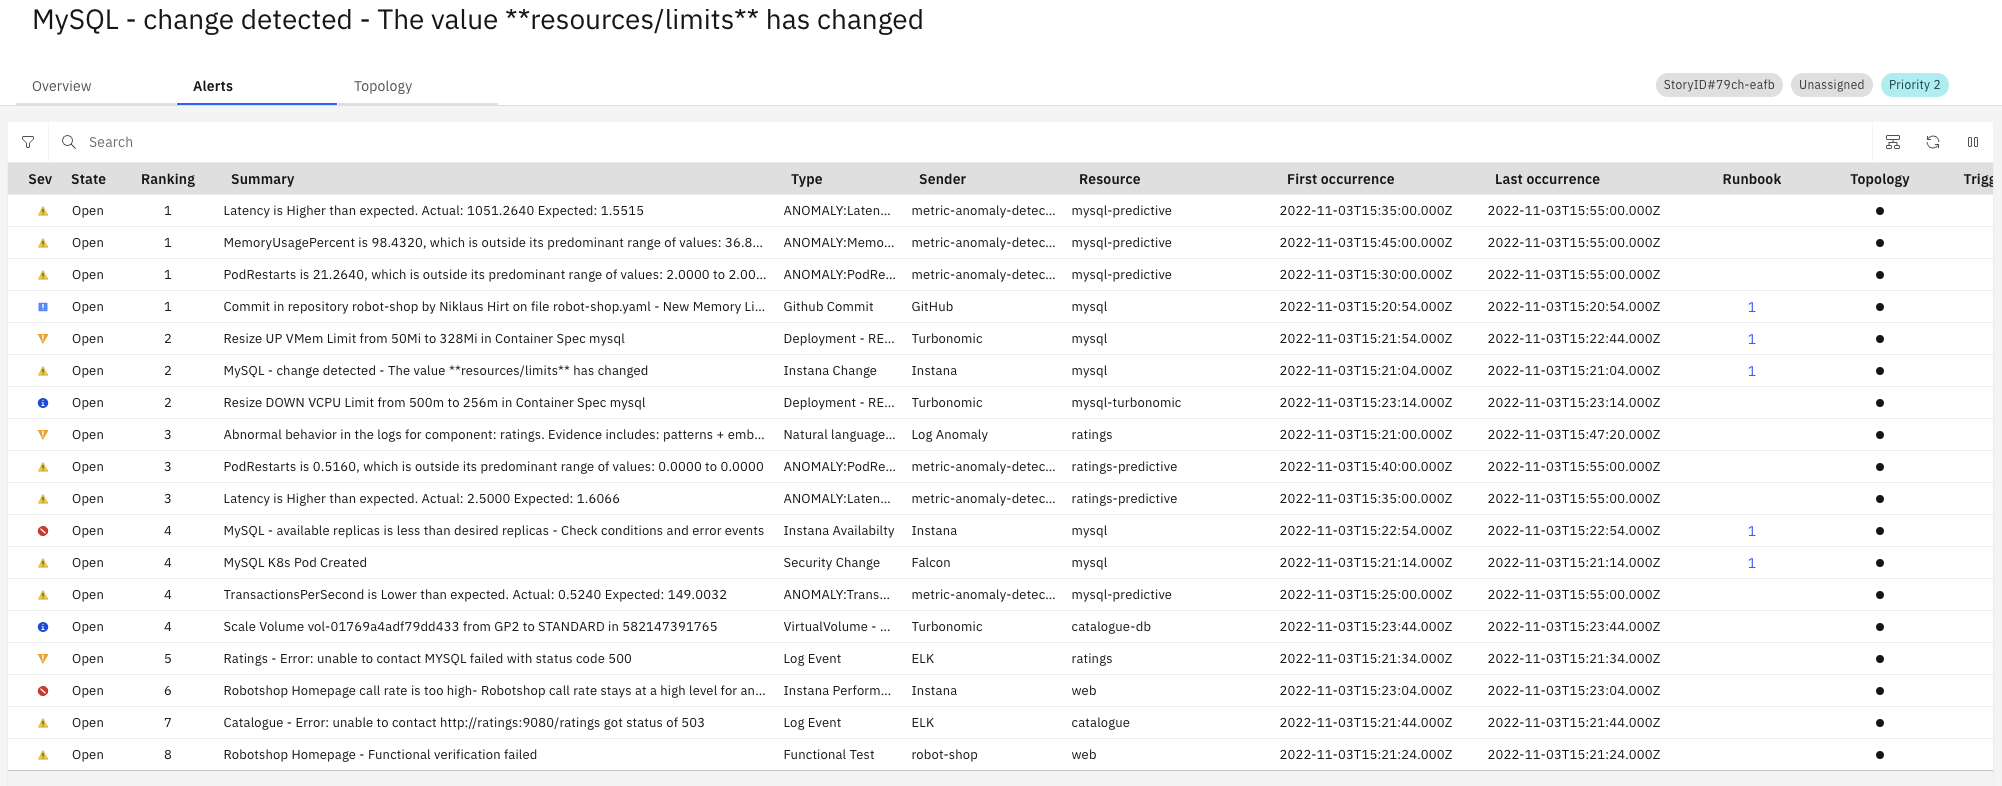 MySQL - change detected - The value **resources/limits** has changed
Overview Alerts Topology StoryID#79ch-eafb Unassigned Priority 2
Search
Sev State Ranking Summary Type Sender Resource First occurrence Last occurrence Runbook Topology Trigg
Open 1 Latency is Higher than expected. Actual: 1051.2640 Expected: 1.5515 ANOMALY:Laten... metric-anomaly-detec... mysql-predictive 2022-11-03T15:35:00.000Z 2022-11-03T15:55:00.000Z
Open 1 MemoryUsagePercent is 98.4320, which is outside its predominant range of values: 36.8... ANOMALY:Memo... metric-anomaly-detec... mysql-predictive 2022-11-03T15:45:00.000Z 2022-11-03T15:55:00.000Z
Open 1 PodRestarts is 21.2640, which is outside its predominant range of values: 2.0000 to 2.00... ANOMALY:PodRe... metric-anomaly-detec... mysql-predictive 2022-11-03T15:30:00.000Z 2022-11-03T15:55:00.000Z
Open 1 Commit in repository robot-shop by Niklaus Hirt on file robot-shop.yaml - New Memory Li... Github Commit GitHub mysql 2022-11-03T15:20:54.000Z 2022-11-03T15:20:54.000Z 1
Open 2 Resize UP VMem Limit from 50Mi to 328Mi in Container Spec mysql Deployment - RE... Turbonomic mysql 2022-11-03T15:21:54.000Z 2022-11-03T15:22:44.000Z 1
Open 2 MySQL - change detected - The value **resources/limits** has changed Instana Change Instana mysql 2022-11-03T15:21:04.000Z 2022-11-03T15:21:04.000Z 1
Open 2 Resize DOWN VCPU Limit from 500m to 256m in Container Spec mysql Deployment - RE... Turbonomic mysql-turbonomic 2022-11-03T15:23:14.000Z 2022-11-03T15:23:14.000Z
Open 3 Abnormal behavior in the logs for component: ratings. Evidence includes: patterns + emb... Natural language... Log Anomaly ratings 2022-11-03T15:21:00.000Z 2022-11-03T15:47:20.000Z
Open 3 PodRestarts is 0.5160, which is outside its predominant range of values: 0.0000 to 0.0000 ANOMALY:PodRe... metric-anomaly-detec... ratings-predictive 2022-11-03T15:40:00.000Z 2022-11-03T15:55:00.000Z
Open 3 Latency is Higher than expected. Actual: 2.5000 Expected: 1.6066 ANOMALY:Laten... metric-anomaly-detec... ratings-predictive 2022-11-03T15:35:00.000Z 2022-11-03T15:55:00.000Z
Open 4 MySQL - available replicas is less than desired replicas - Check conditions and error events Instana Availabilty Instana mysql 2022-11-03T15:22:54.000Z 2022-11-03T15:22:54.000Z 1
Open 4 MySQL K8s Pod Created Security Change Falcon mysql 2022-11-03T15:21:14.000Z 2022-11-03T15:21:14.000Z 1
Open 4 TransactionsPerSecond is Lower than expected. Actual: 0.5240 Expected: 149.0032 ANOMALY:Trans... metric-anomaly-detec... mysql-predictive 2022-11-03T15:25:00.000Z 2022-11-03T15:55:00.000Z
Open 4 Scale Volume vol-01769a4adf79dd433 from GP2 to STANDARD in 582147391765 VirtualVolume - ... Turbonomic catalogue-db 2022-11-03T15:23:44.000Z 2022-11-03T15:23:44.000Z
Open 5 Ratings - Error: unable to contact MYSQL failed with status code 500 Log Event ELK ratings 2022-11-03T15:21:34.000Z 2022-11-03T15:21:34.000Z
Open 6 Robotshop Homepage call rate is too high- Robotshop call rate stays at a high level for an... Instana Perform... Instana web 2022-11-03T15:23:04.000Z 2022-11-03T15:23:04.000Z
Open 7 Catalogue - Error: unable to contact http://ratings:9080/ratings got status of 503 Log Event ELK catalogue 2022-11-03T15:21:44.000Z 2022-11-03T15:21:44.000Z
Open 8 Robotshop Homepage - Functional verification failed Functional Test robot-shop web 2022-11-03T15:21:24.000Z 2022-11-03T15:21:24.000Z